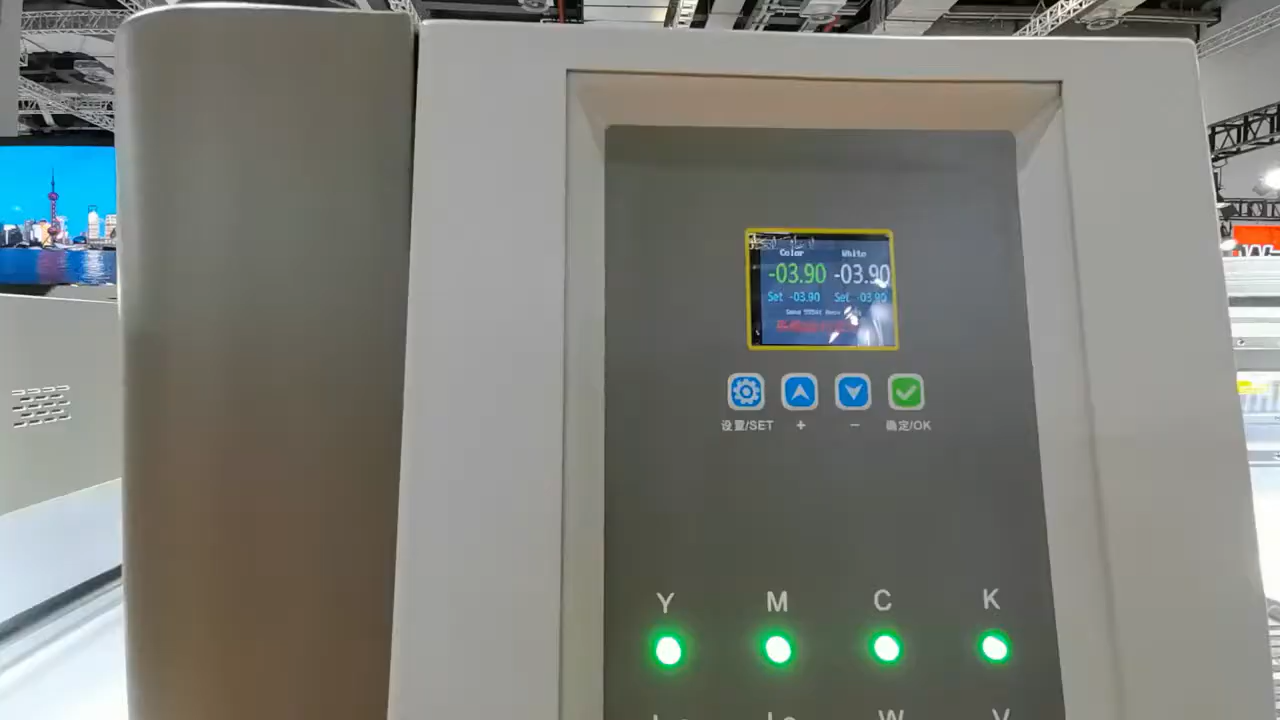 Color White
-03.90 -03.90
Set -03.90 Set -03.90
设置/SET + − 确定/OK
Y M C K
W V